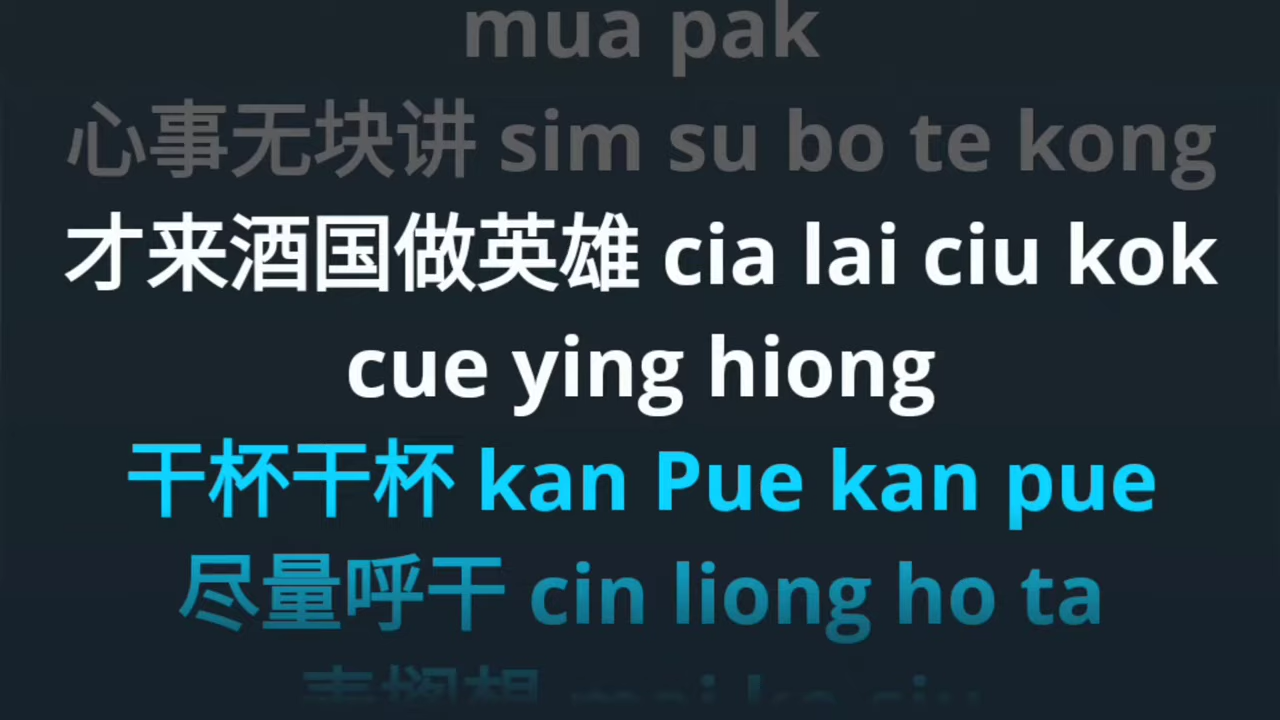 mua pak
心事无块讲 sim su bo te kong
才来酒国做英雄 cia lai ciu kok
cue ying hiong
干杯干杯 kan Pue kan pue
尽量呼干 cin liong ho ta